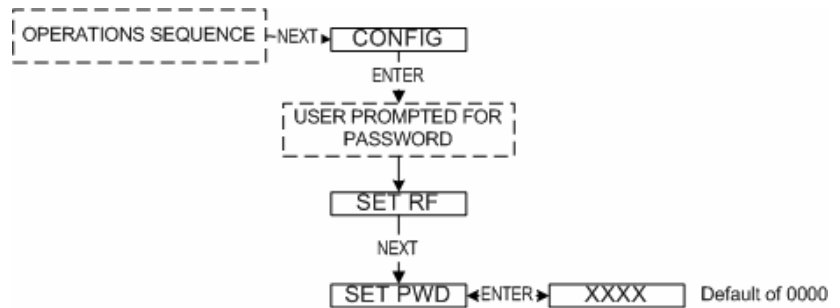 OPERATIONS SEQUENCE
NEXT
CONFIG
ENTER
USER PROMPTED FOR
PASSWORD
SET RF
NEXT
SET PWD
ENTER
XXXX
Default of 0000